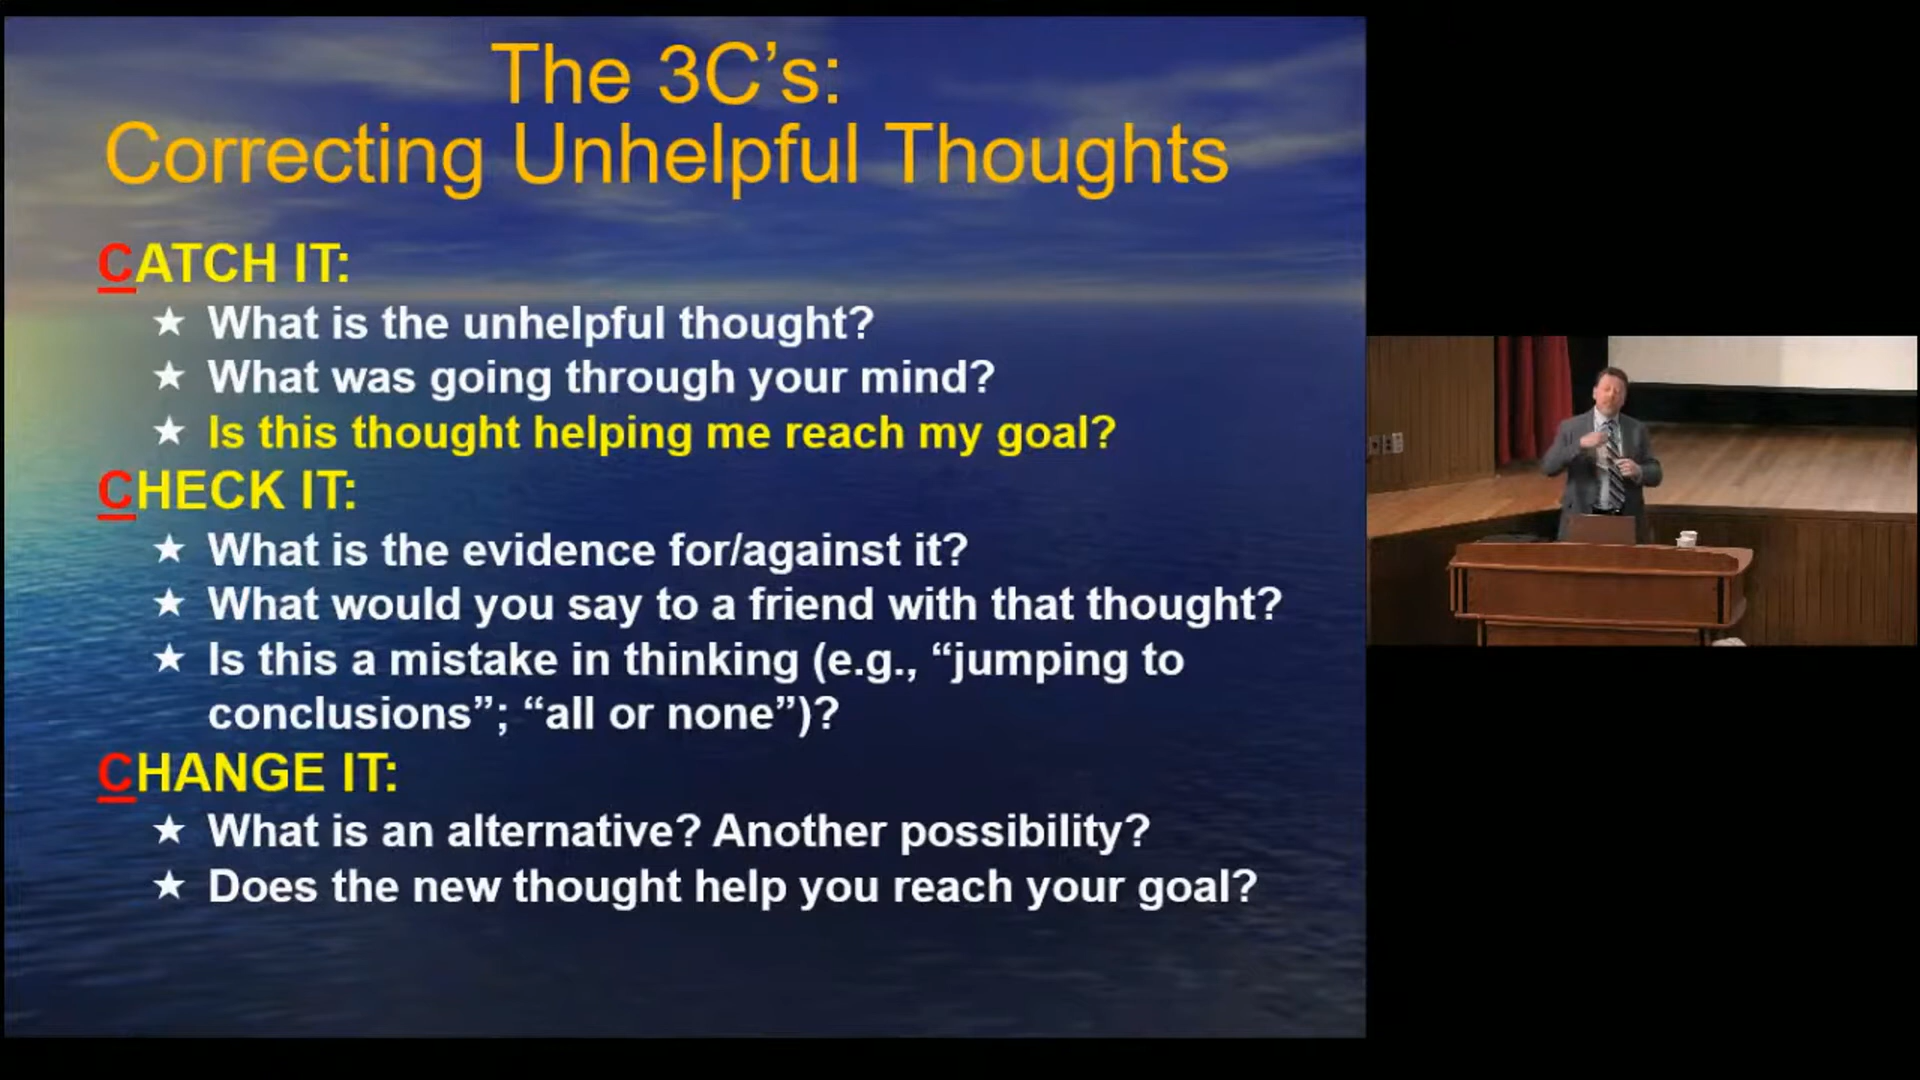 The 3C’s:
Correcting Unhelpful Thoughts
CATCH IT:
★ What is the unhelpful thought?
★ What was going through your mind?
★ Is this thought helping me reach my goal?
CHECK IT:
★ What is the evidence for/against it?
★ What would you say to a friend with that thought?
★ Is this a mistake in thinking (e.g., “jumping to
conclusions”; “all or none”)?
CHANGE IT:
★ What is an alternative? Another possibility?
★ Does the new thought help you reach your goal?